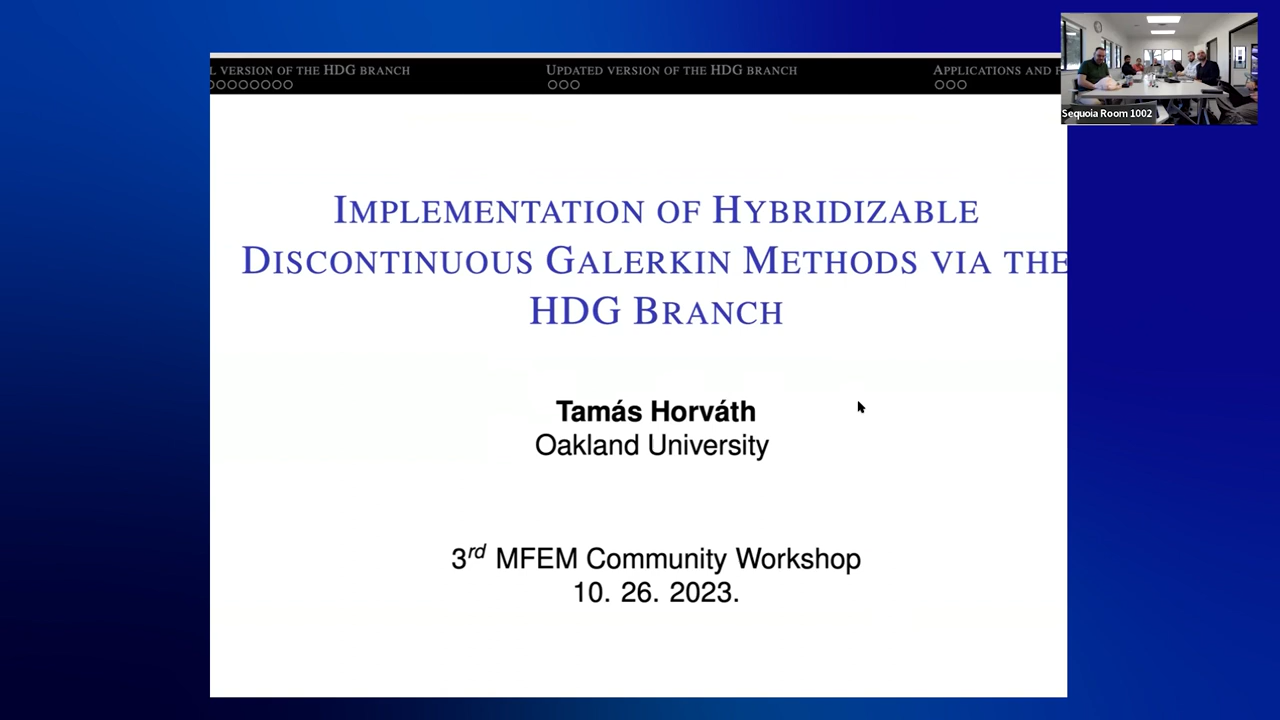 L VERSION OF THE HDG BRANCH
UPDATED VERSION OF THE HDG BRANCH
APPLICATIONS AND
Sequoia Room 1002
IMPLEMENTATION OF HYBRIDIZABLE
DISCONTINUOUS GALERKIN METHODS VIA THE
HDG BRANCH
Tamás Horváth
Oakland University
3rd MFEM Community Workshop
10. 26. 2023.